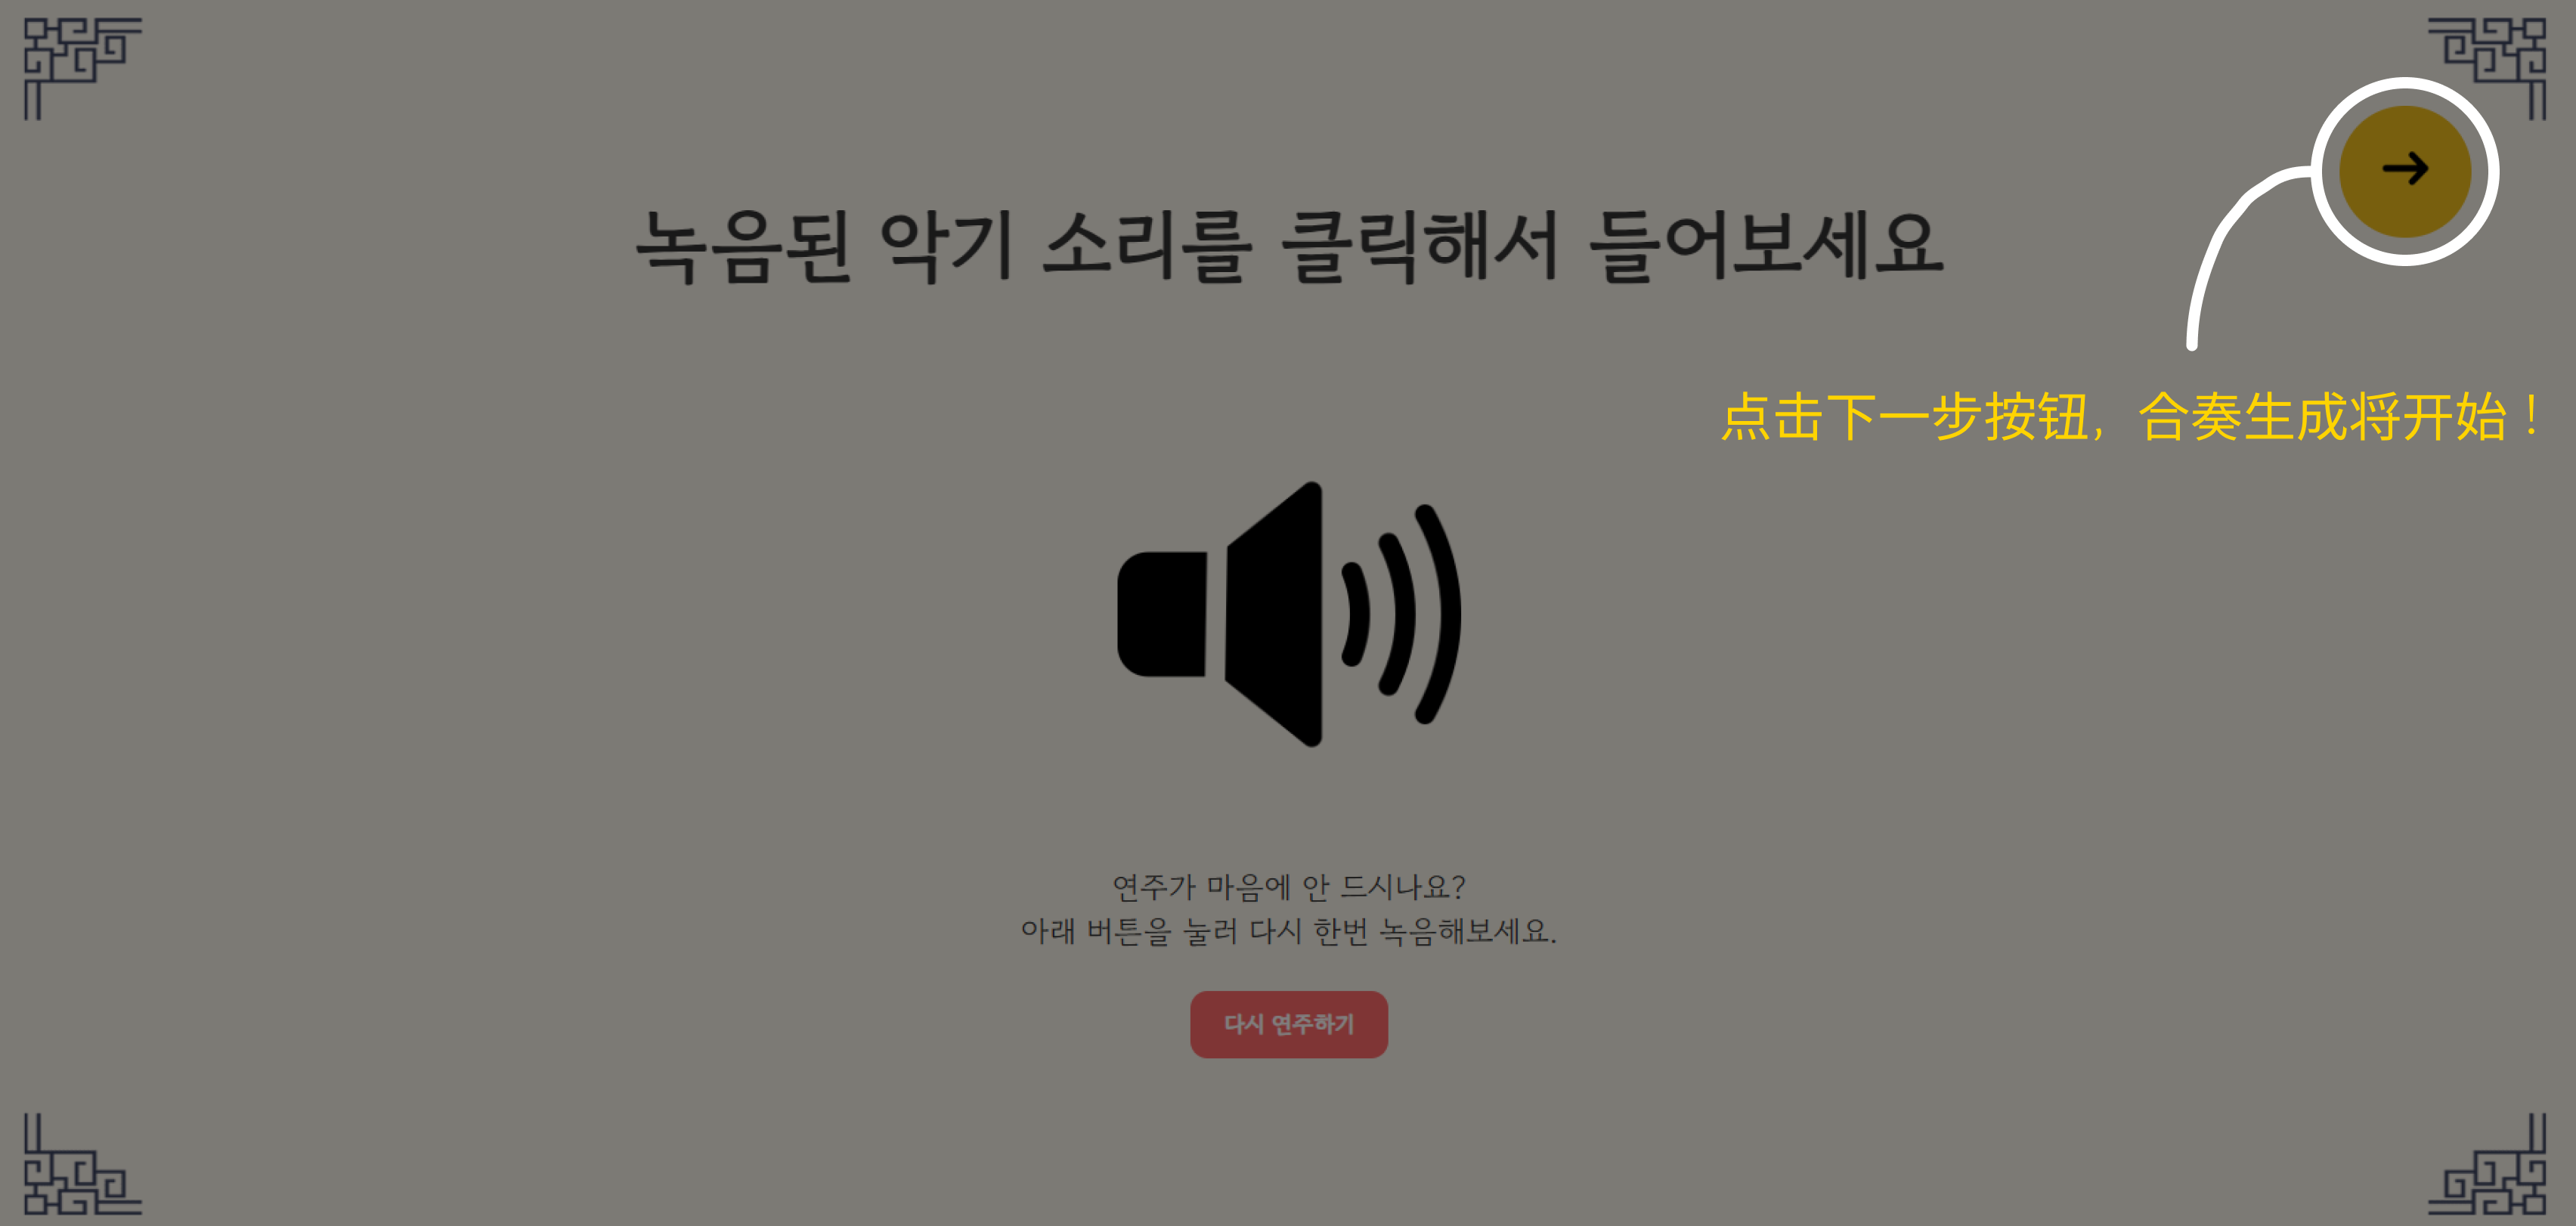 녹음된 악기 소리를 클릭해서 들어보세요
点击下一步按钮，合奏生成将开始！
연주가 마음에 안 드시나요?
아래 버튼을 눌러 다시 한번 녹음해보세요.
다시 연주하기